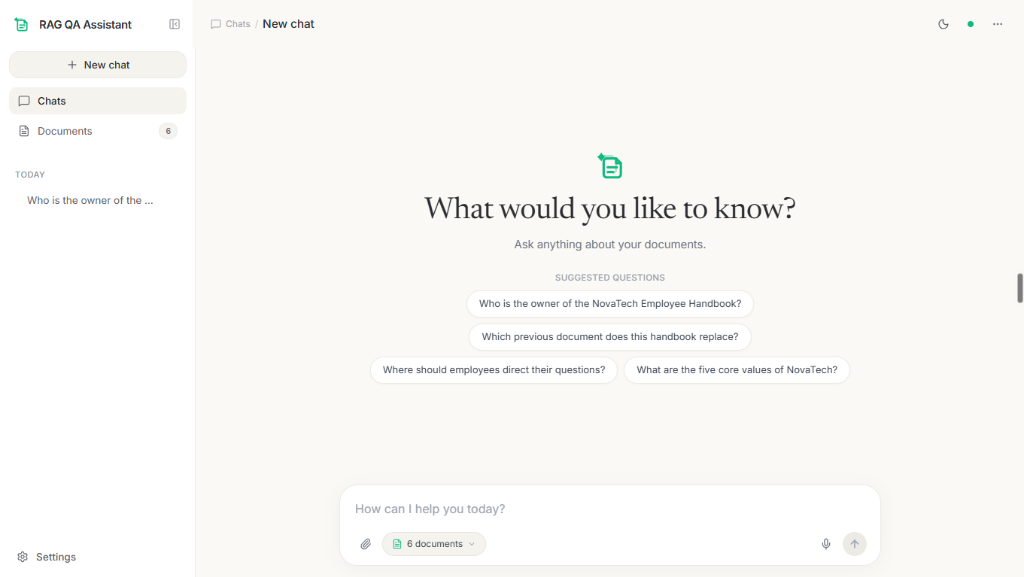 RAG QA Assistant
New chat
Chats
Documents
6
TODAY
Who is the owner of the ...
Settings
Chats / New chat
What would you like to know?
Ask anything about your documents.
SUGGESTED QUESTIONS
Who is the owner of the NovaTech Employee Handbook?
Which previous document does this handbook replace?
Where should employees direct their questions?
What are the five core values of NovaTech?
How can I help you today?
6 documents